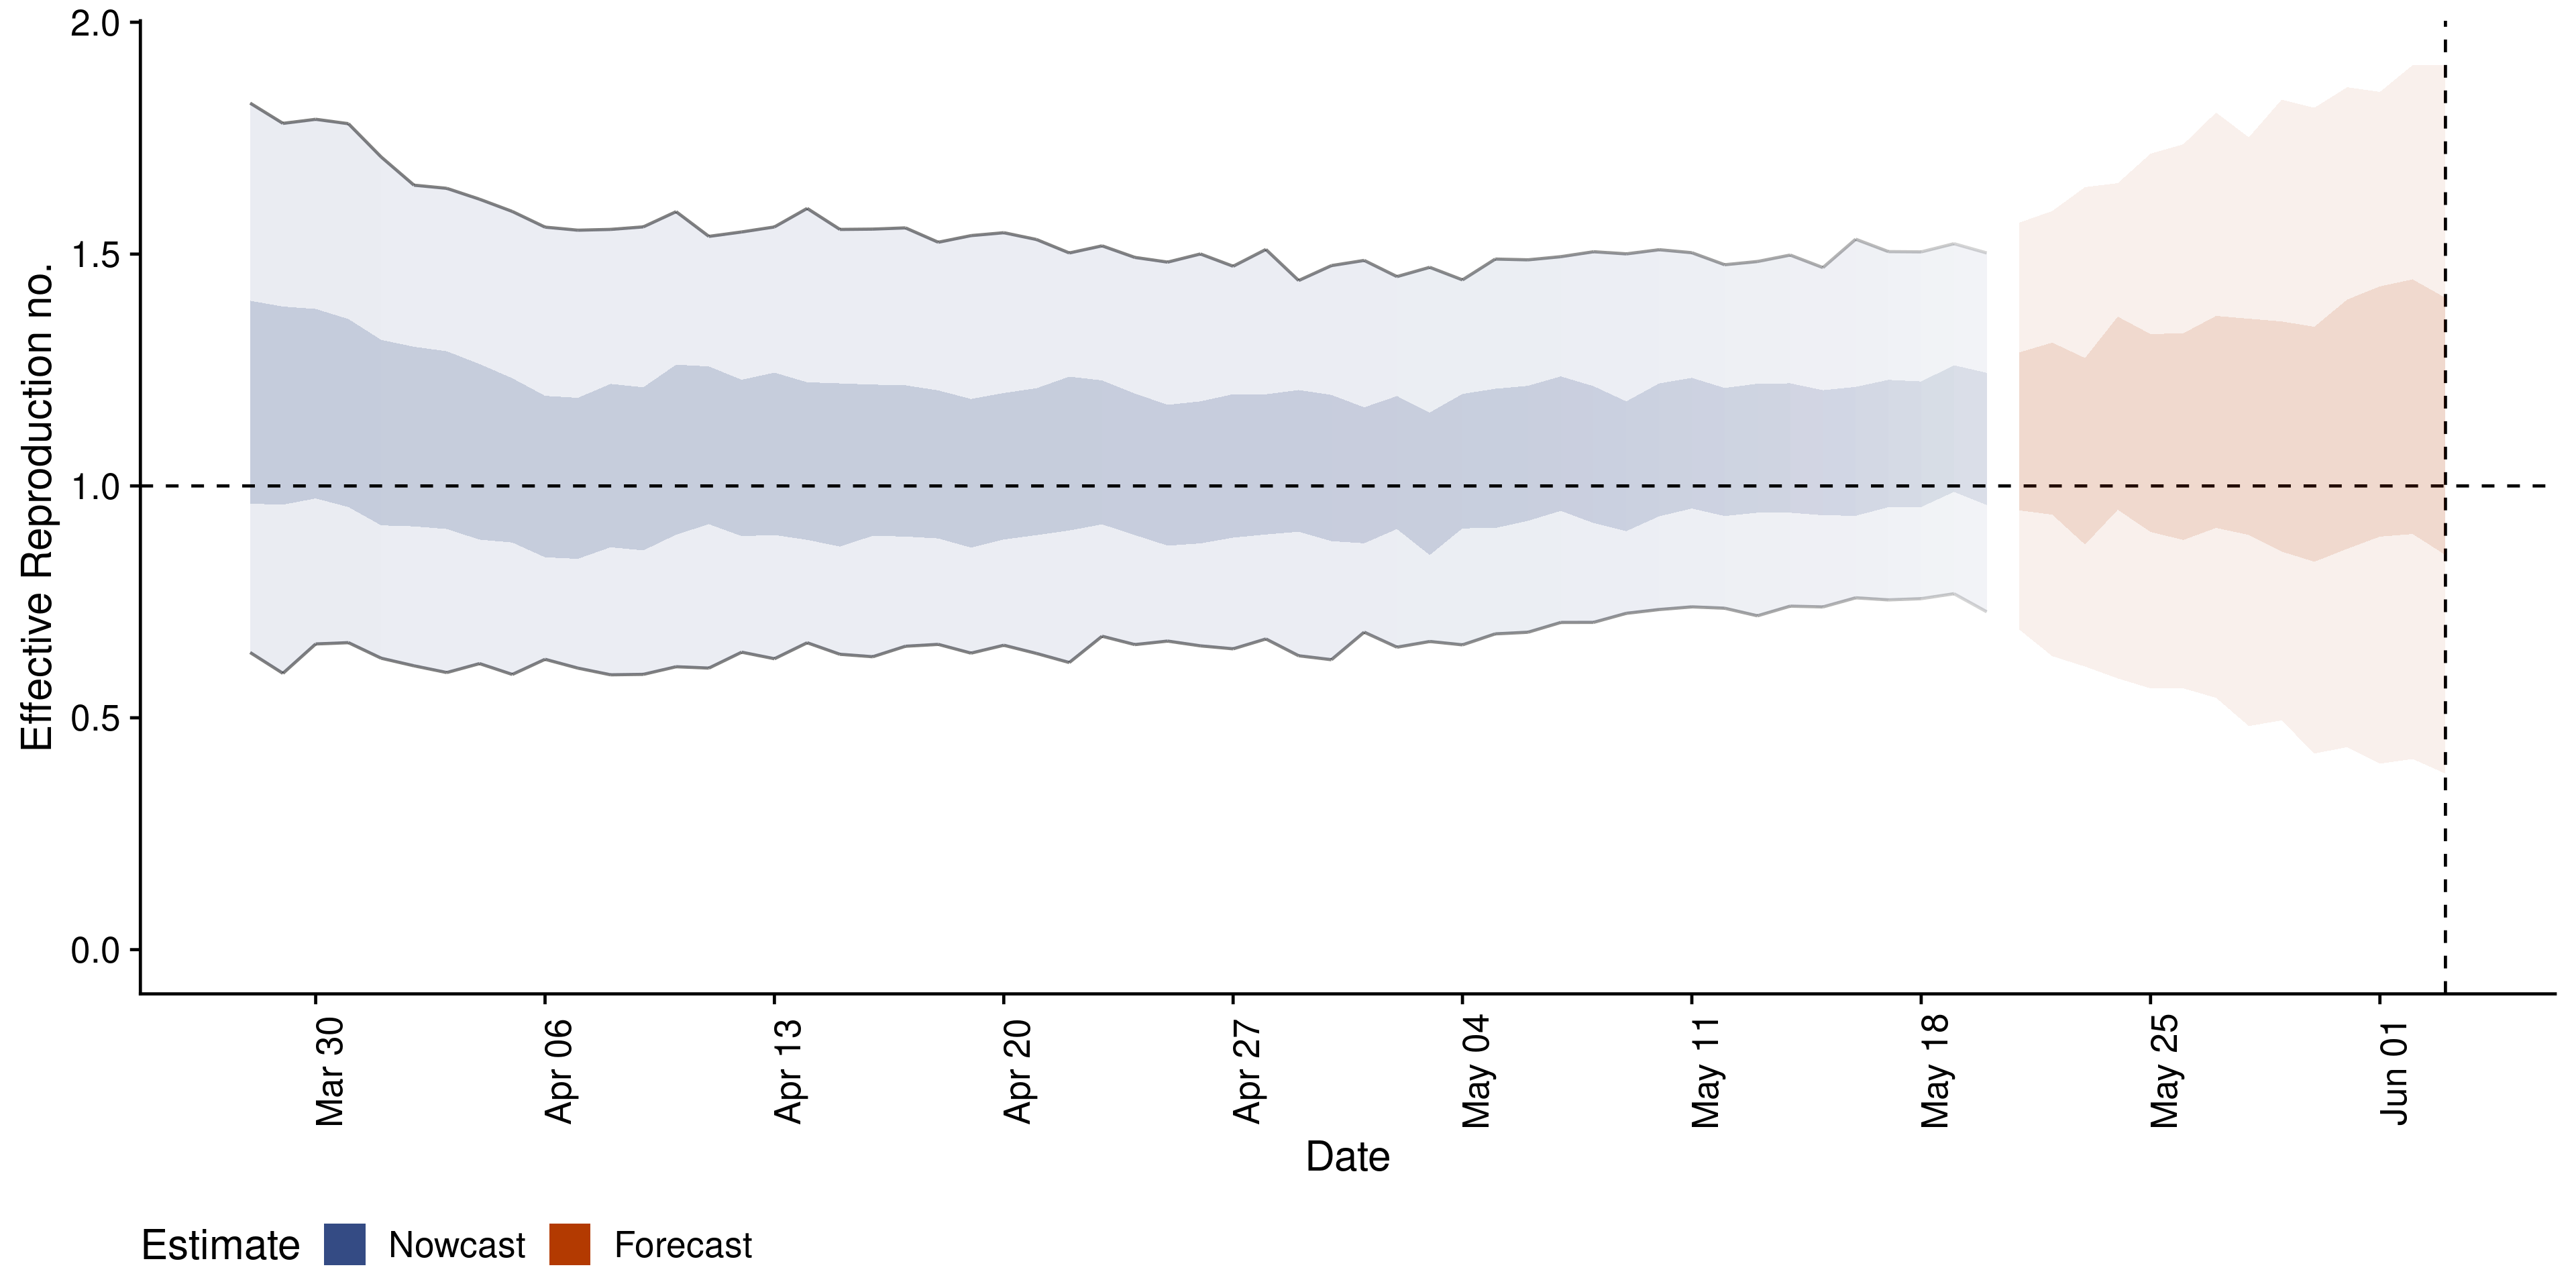 Effective Reproduction no.
2.0
1.5
1.0
0.5
0.0
Mar 30
Apr 06
Apr 13
Apr 20
Apr 27
May 04
May 11
May 18
May 25
Jun 01
Date
Estimate Nowcast Forecast